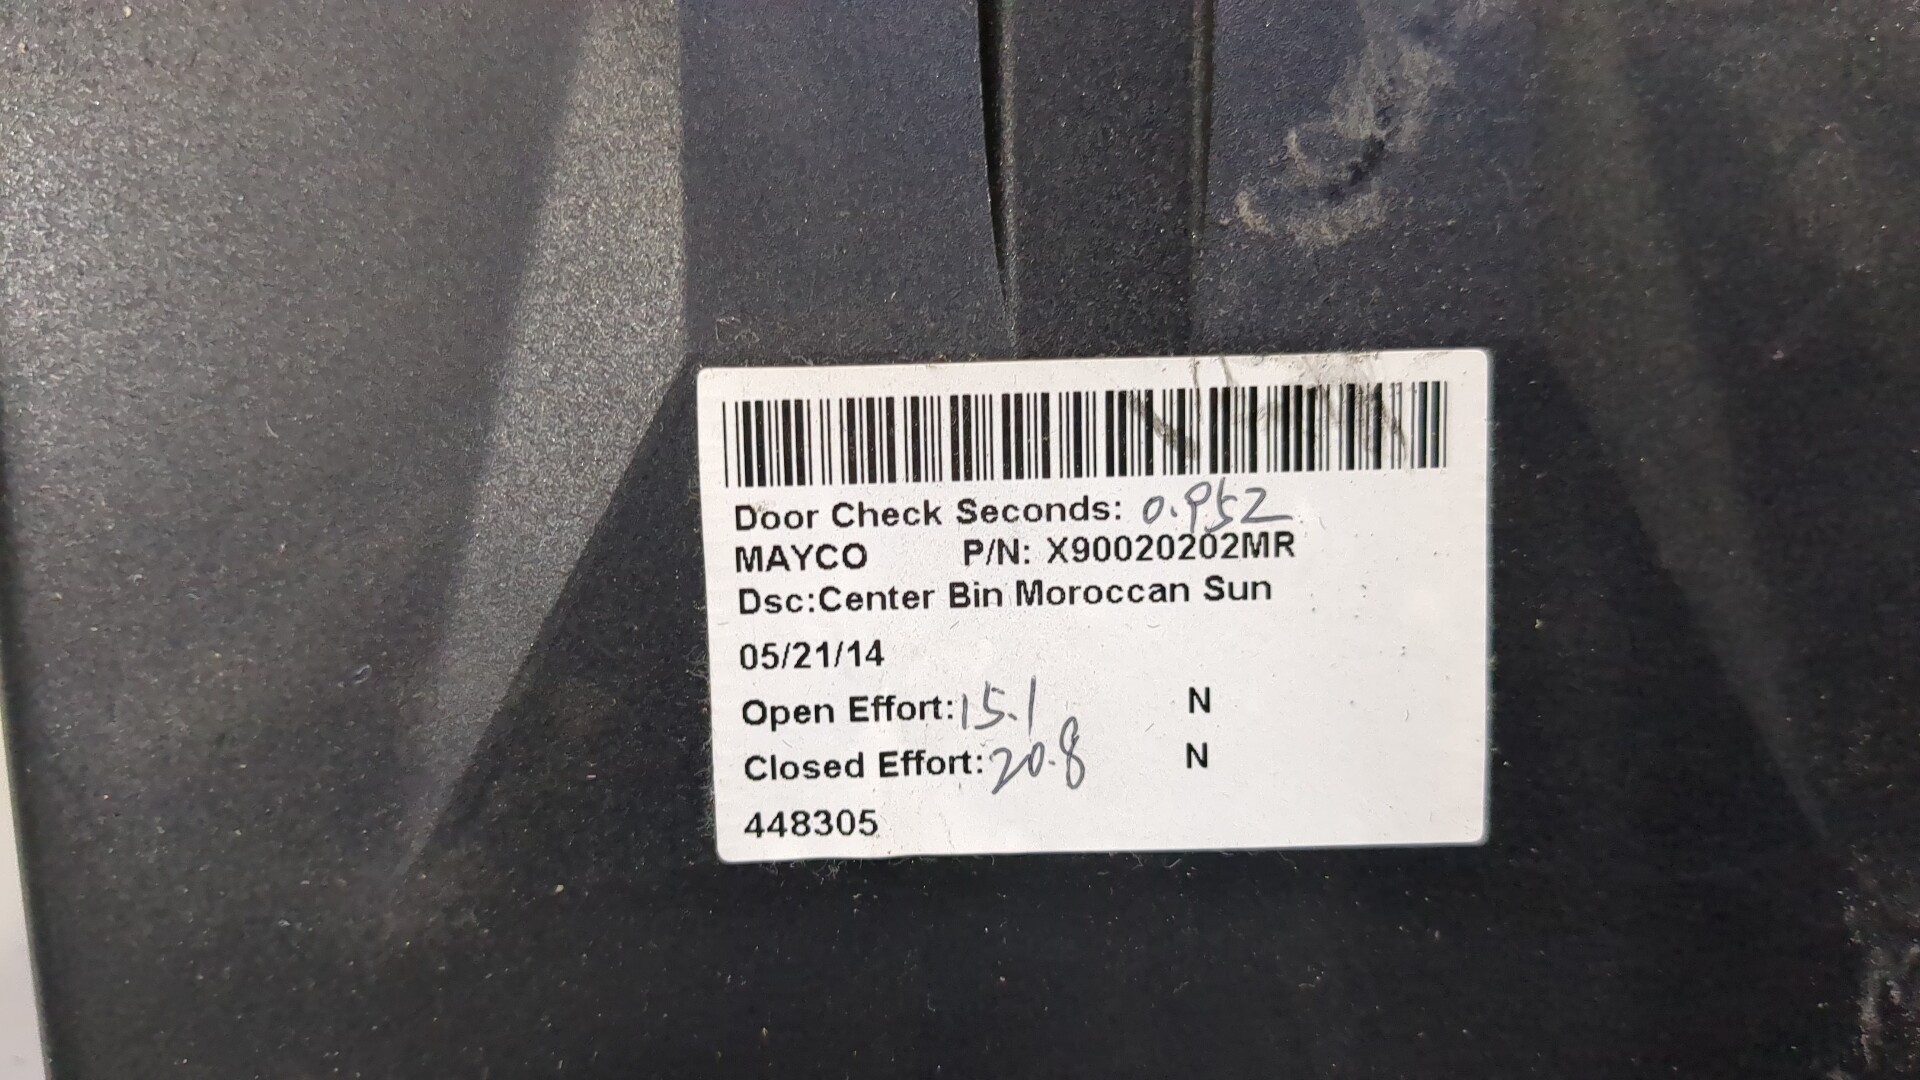 Door Check Seconds: 0.952
MAYCO P/N: X90020202MR
Dsc:Center Bin Moroccan Sun
05/21/14
Open Effort: 15.1 N
Closed Effort: 20.8 N
448305